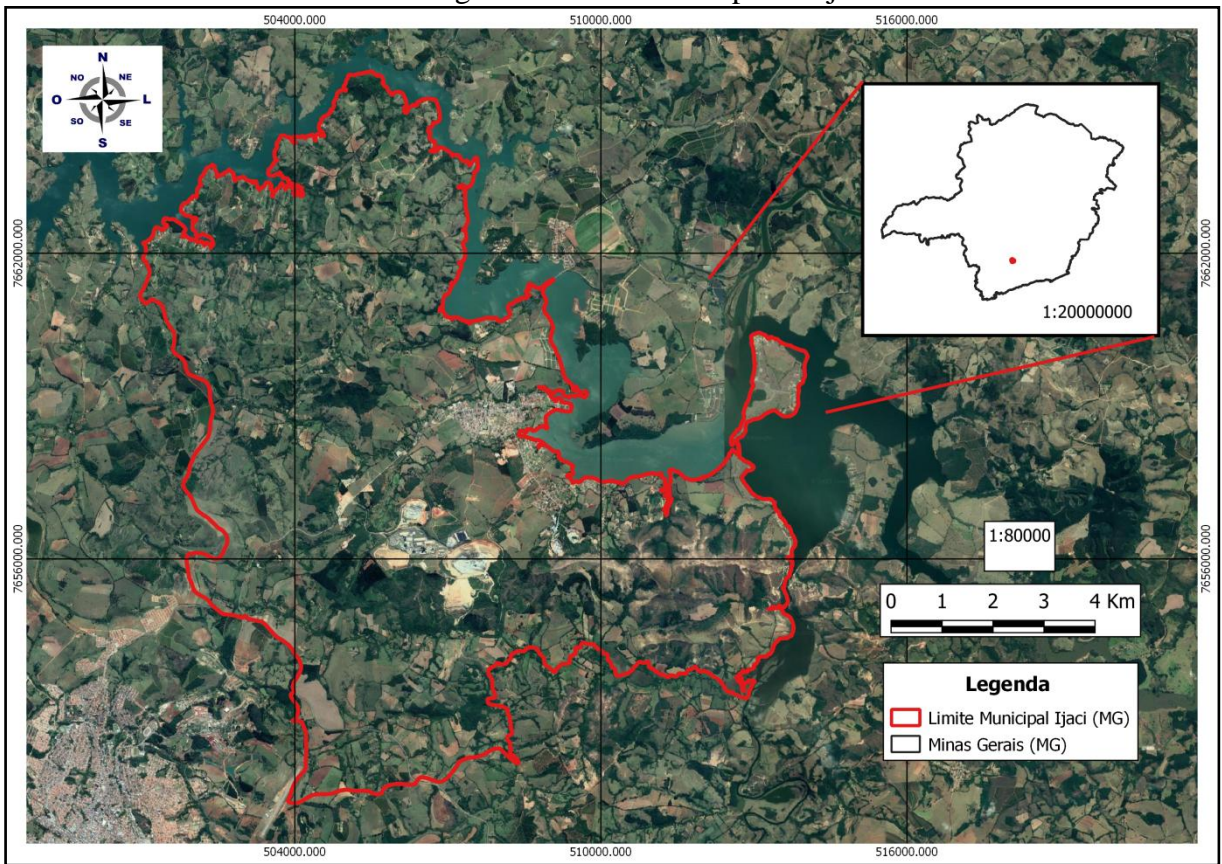 504000.000 510000.000 516000.000
N
NO NE
O L
SO SE
S
1:20000000
7662000.000 7662000.000
7656000.000 7656000.000
1:80000
0 1 2 3 4 Km
Legenda
Limite Municipal Ijaci (MG)
Minas Gerais (MG)
504000.000 510000.000 516000.000